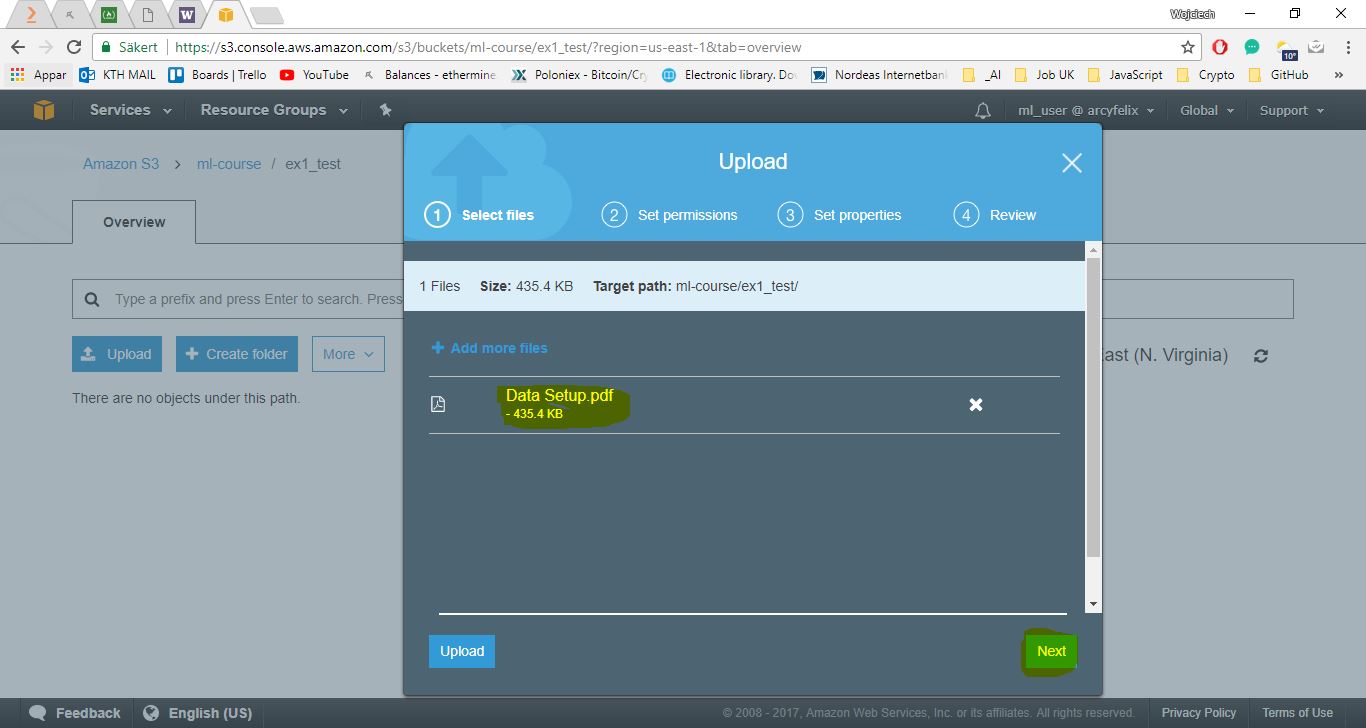 Wojciech
Säkert https://s3.console.aws.amazon.com/s3/buckets/ml-course/ex1_test/?region=us-east-1&tab=overview
10°
Appar KTH MAIL Boards | Trello YouTube Balances - ethermine Poloniex - Bitcoin/Cry Electronic library. Do Nordeas Internetban _AI Job UK JavaScript Crypto GitHub »
Services Resource Groups ml_user @ arcyfelix Global Support
Upload
Amazon S3 > ml-course / ex1_test
1 Select files 2 Set permissions 3 Set properties 4 Review
Overview
1 Files Size: 435.4 KB Target path: ml-course/ex1_test/
Type a prefix and press Enter to search. Press
Add more files
Upload Create folder More East (N. Virginia)
There are no objects under this path.
Data Setup.pdf
- 435.4 KB
Upload Next
Feedback English (US) © 2008 - 2017, Amazon Web Services, Inc. or its affiliates. All rights reserved. Privacy Policy Terms of Use